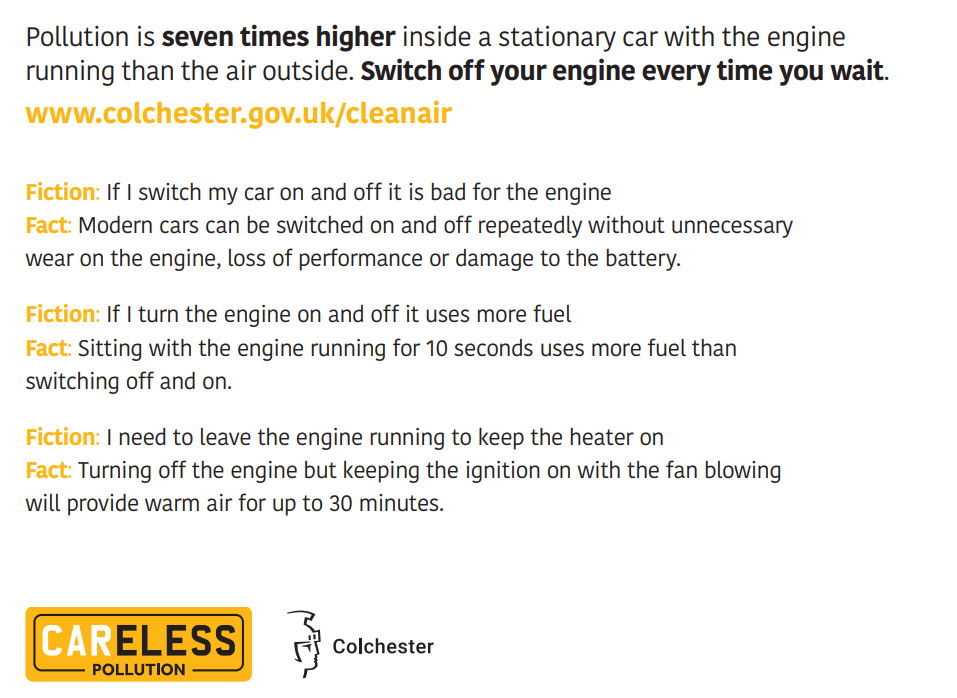 Pollution is seven times higher inside a stationary car with the engine
running than the air outside. Switch off your engine every time you wait.
www.colchester.gov.uk/cleanair
Fiction: If I switch my car on and off it is bad for the engine
Fact: Modern cars can be switched on and off repeatedly without unnecessary
wear on the engine, loss of performance or damage to the battery.
Fiction: If I turn the engine on and off it uses more fuel
Fact: Sitting with the engine running for 10 seconds uses more fuel than
switching off and on.
Fiction: I need to leave the engine running to keep the heater on
Fact: Turning off the engine but keeping the ignition on with the fan blowing
will provide warm air for up to 30 minutes.
CARELESS
POLLUTION
Colchester